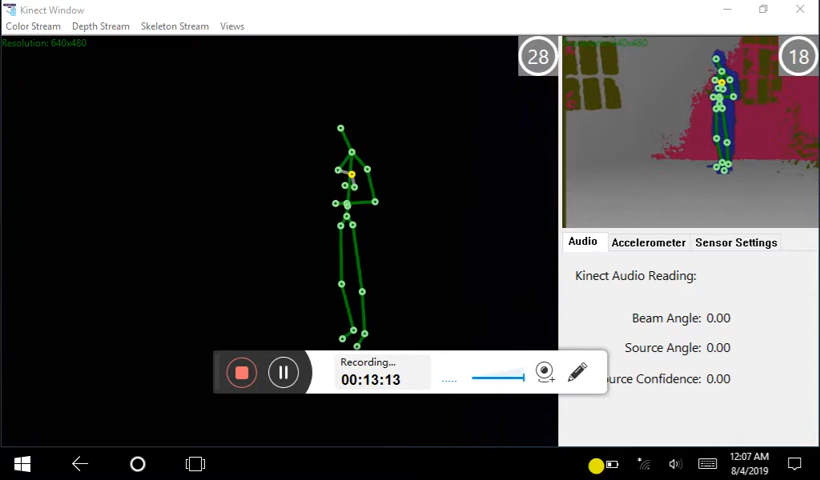 Kinect Window
Color Stream Depth Stream Skeleton Stream Views
Resolution: 640x480
28
640x480
18
Audio Accelerometer Sensor Settings
Kinect Audio Reading:
Beam Angle: 0.00
Source Angle: 0.00
Confidence: 0.00
Recording...
00:13:13
12:07 AM
8/4/2019